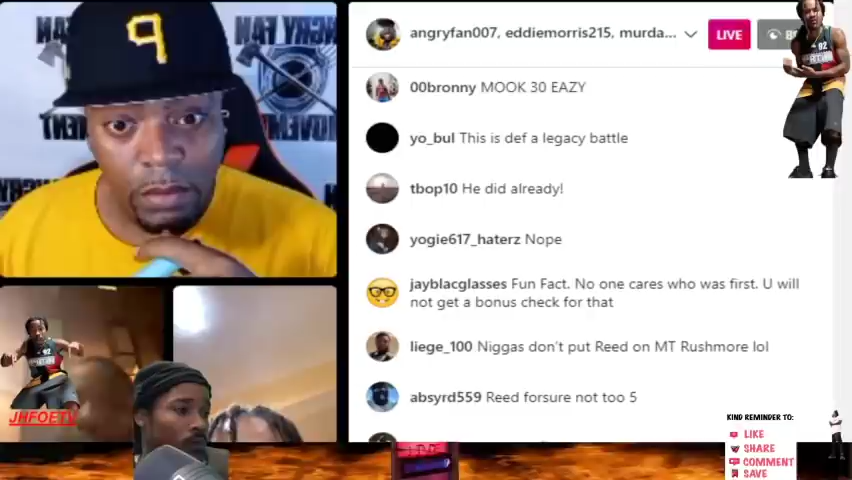 angryfan007, eddiemorris215, murda...
LIVE
00bronny MOOK 30 EAZY
yo_bul This is def a legacy battle
tbop10 He did already!
yogie617_haterz Nope
jayblacglasses Fun Fact. No one cares who was first. U will
not get a bonus check for that
liege_100 Niggas don't put Reed on MT Rushmore lol
absyrd559 Reed forsure not too 5
JHFOETV
KIND REMINDER TO:
LIKE
SHARE
COMMENT
SAVE